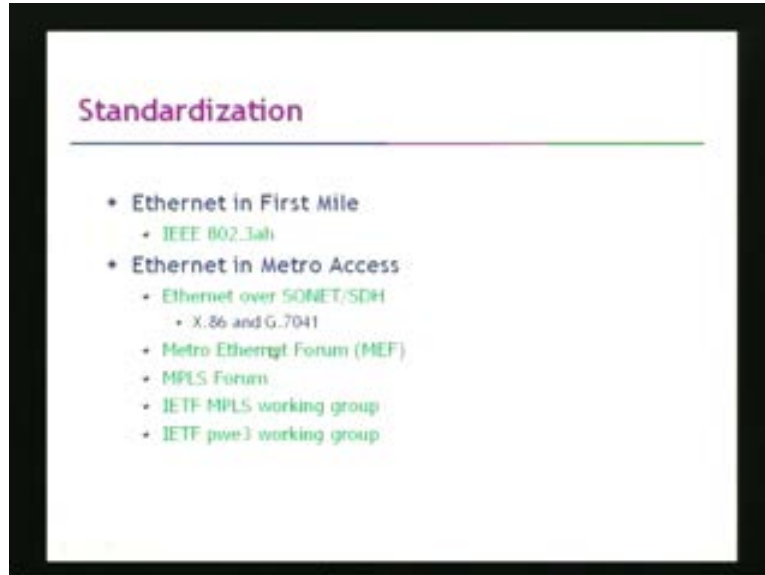 Standardization
• Ethernet in First Mile
• IEEE 802.3ah
• Ethernet in Metro Access
• Ethernet over SONET/SDH
• X.86 and G.7041
• Metro Ethernet Forum (MEF)
• MPLS Forum
• IETF MPLS working group
• IETF pwe3 working group